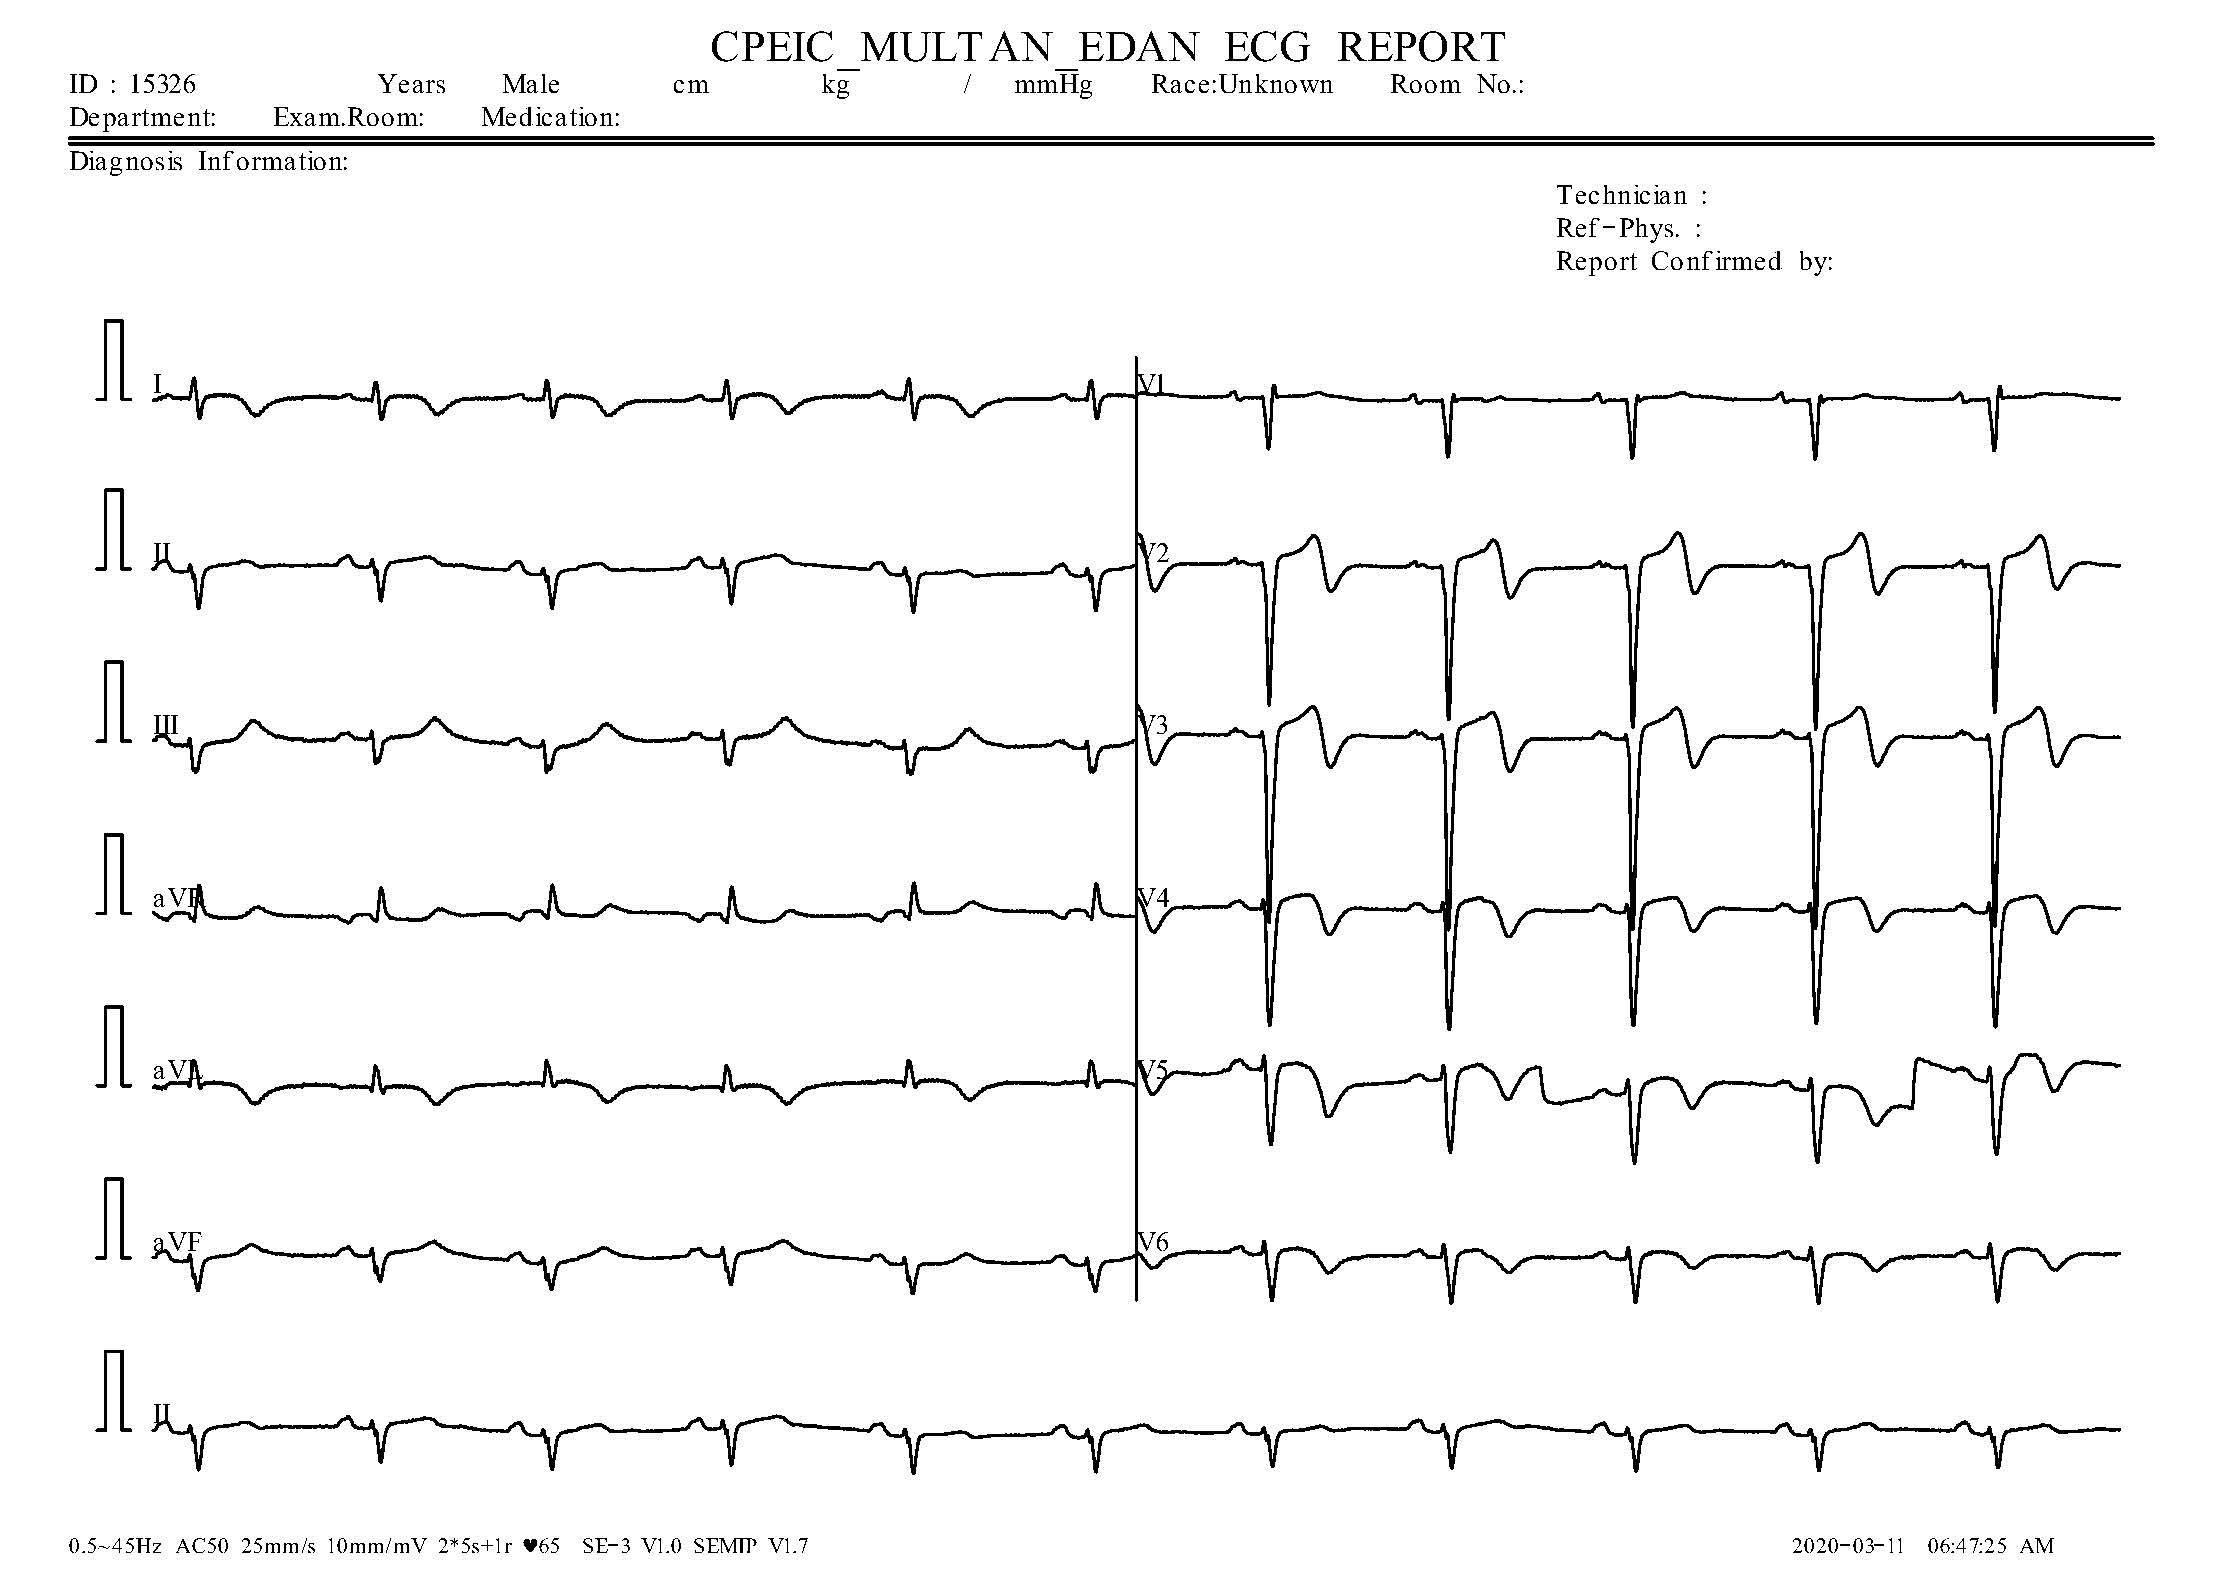 CPEIC_MULTAN_EDAN ECG REPORT
ID : 15326 Years Male cm kg / mmHg Race:Unknown Room No.:
Department: Exam.Room: Medication:
Diagnosis Information:
Technician :
Ref-Phys. :
Report Confirmed by:
I V1
II V2
III V3
aVR V4
aVL V5
aVF V6
II
0.5~45Hz AC50 25mm/s 10mm/mV 2*5s+1r ♥65 SE-3 V1.0 SEMIP V1.7 2020-03-11 06:47:25 AM